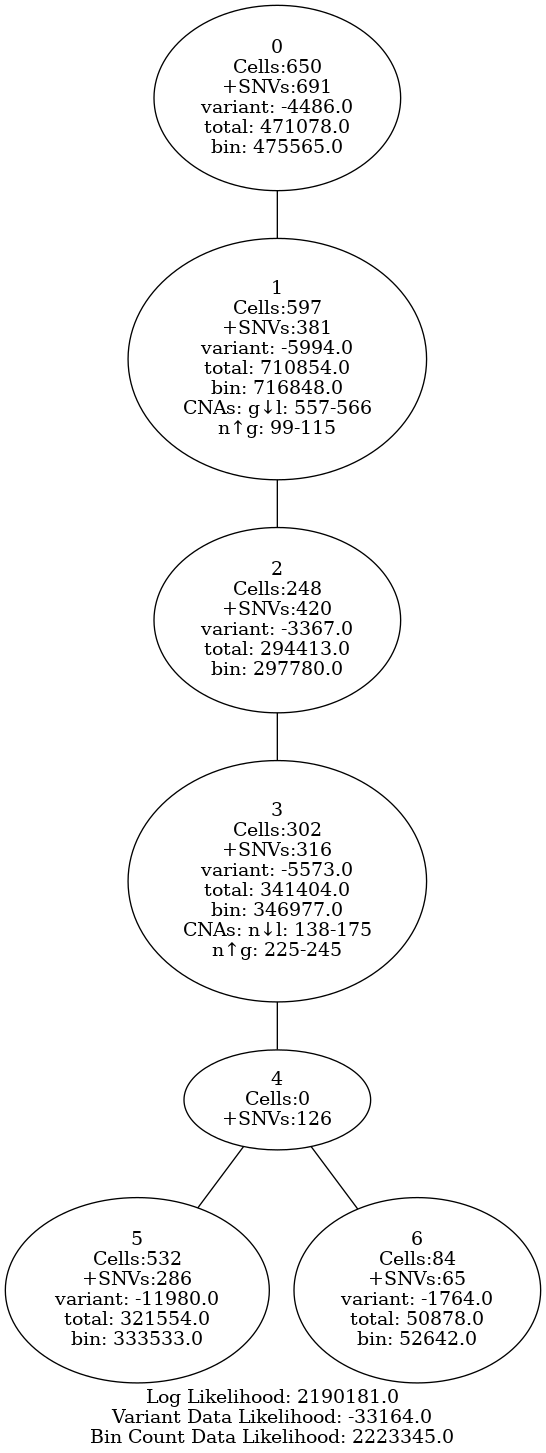 0
Cells:650
+SNVs:691
variant: -4486.0
total: 471078.0
bin: 475565.0
1
Cells:597
+SNVs:381
variant: -5994.0
total: 710854.0
bin: 716848.0
CNAs: g↓l: 557-566
n↑g: 99-115
2
Cells:248
+SNVs:420
variant: -3367.0
total: 294413.0
bin: 297780.0
3
Cells:302
+SNVs:316
variant: -5573.0
total: 341404.0
bin: 346977.0
CNAs: n↓l: 138-175
n↑g: 225-245
4
Cells:0
+SNVs:126
5
Cells:532
+SNVs:286
variant: -11980.0
total: 321554.0
bin: 333533.0
6
Cells:84
+SNVs:65
variant: -1764.0
total: 50878.0
bin: 52642.0
Log Likelihood: 2190181.0
Variant Data Likelihood: -33164.0
Bin Count Data Likelihood: 2223345.0